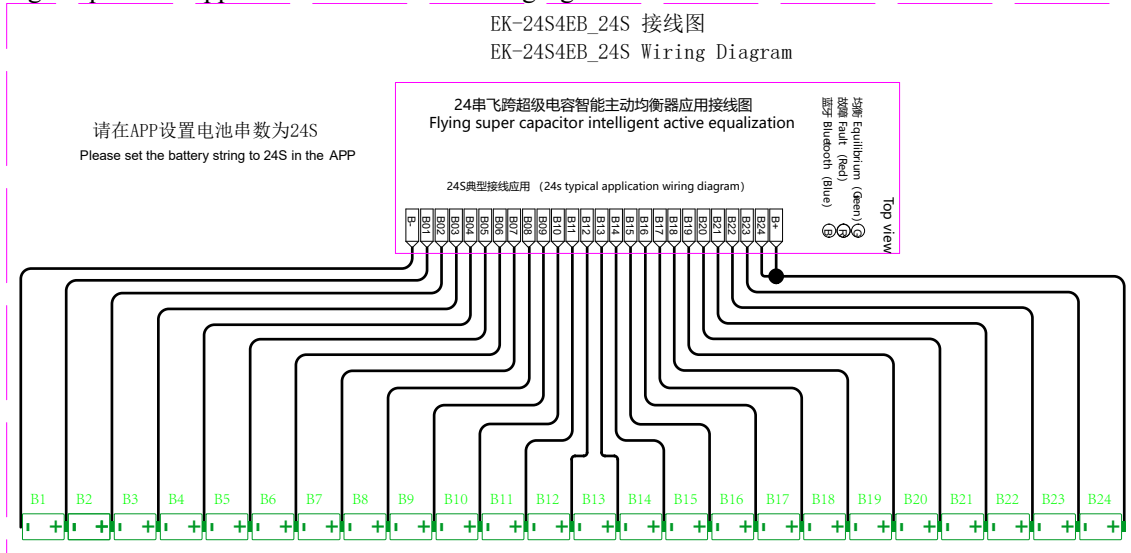 EK-24S4EB_24S 接线图
EK-24S4EB_24S Wiring Diagram
24串飞跨超级电容智能主动均衡器应用接线图
Flying super capacitor intelligent active equalization
请在APP设置电池串数为24S
Please set the battery string to 24S in the APP
均衡 Equilibrium (Green) G
故障 Fault (Red) R
蓝牙 Bluetooth (Blue) B
Top view
24S典型接线应用 (24s typical application wiring diagram)
B- B01 B02 B03 B04 B05 B06 B07 B08 B09 B10 B11 B12 B13 B14 B15 B16 B17 B18 B19 B20 B21 B22 B23 B24 B+
B1 B2 B3 B4 B5 B6 B7 B8 B9 B10 B11 B12 B13 B14 B15 B16 B17 B18 B19 B20 B21 B22 B23 B24